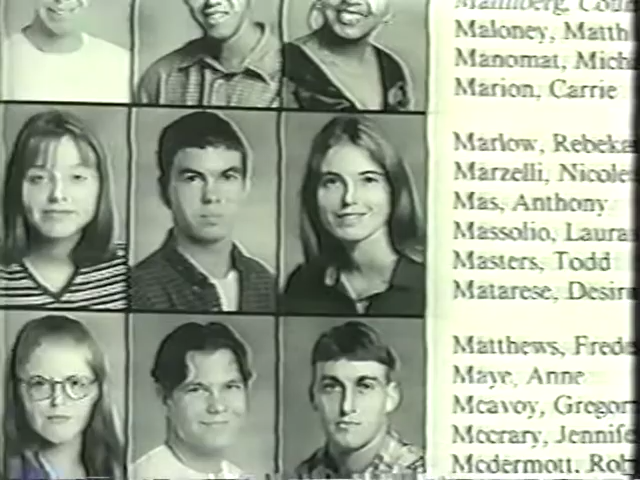 Maloney, Matth
Manomat, Mich
Marion, Carrie
Marlow, Rebeka
Marzelli, Nicole
Mas, Anthony
Massolio, Laura
Masters, Todd
Matarese, Desir
Matthews, Frede
Maye, Anne
Mcavoy, Gregor
Mccrary, Jennife
Mcdermott, Rob